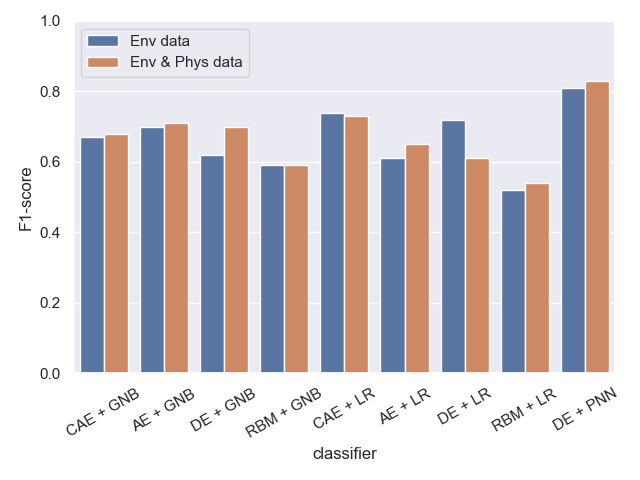 1.0
Env data
Env & Phys data
0.8
0.6
0.4
0.2
0.0
F1-score
CAE + GNB
AE + GNB
DE + GNB
RBM + GNB
CAE + LR
AE + LR
DE + LR
RBM + LR
DE + PNN
classifier